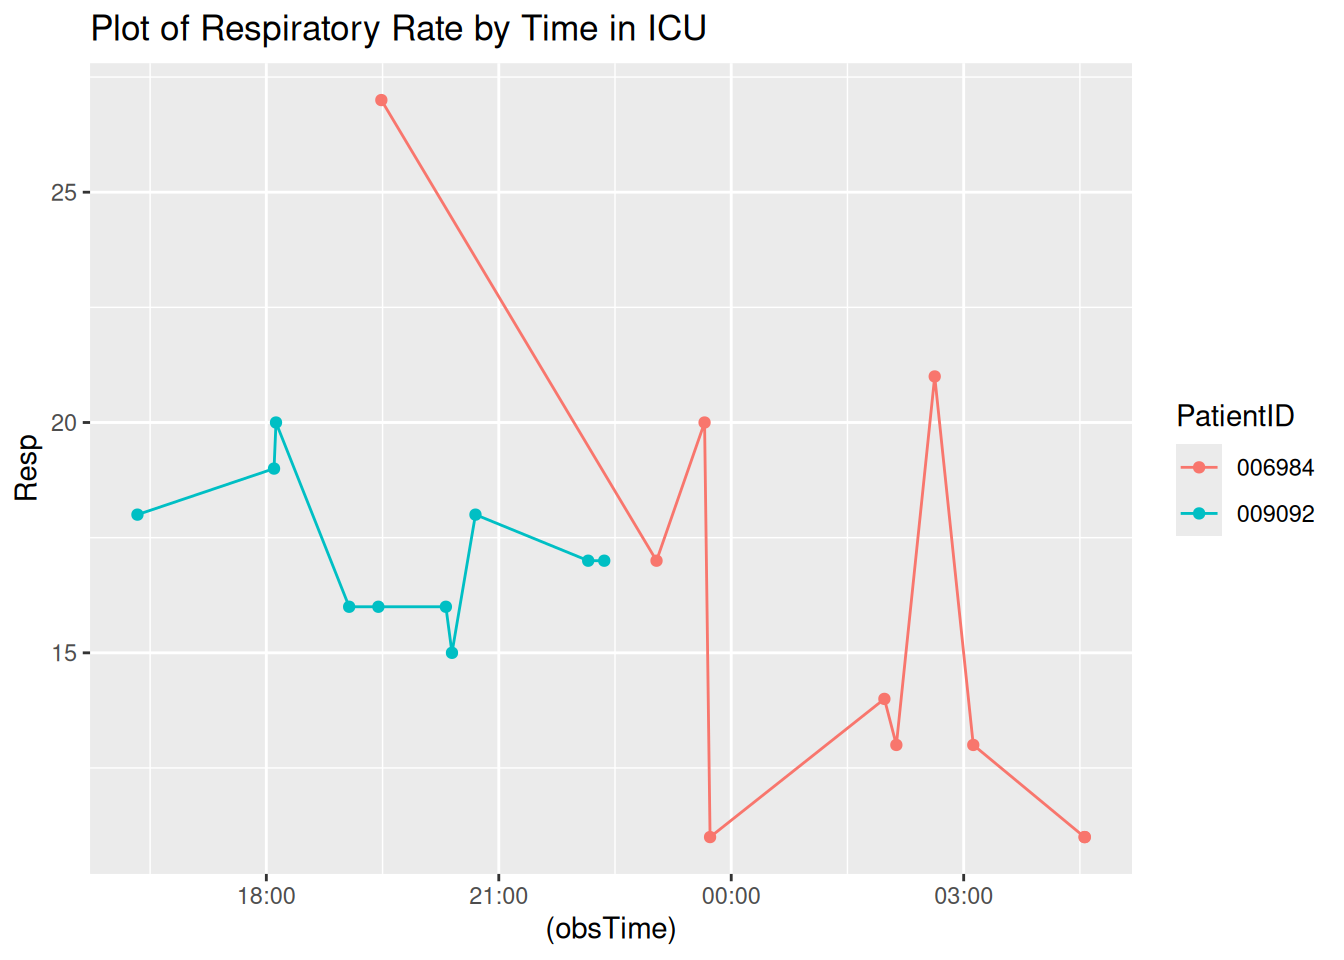 Plot of Respiratory Rate by Time in ICU
25
20
15
Resp
18:00
21:00
00:00
03:00
(obsTime)
PatientID
006984
009092